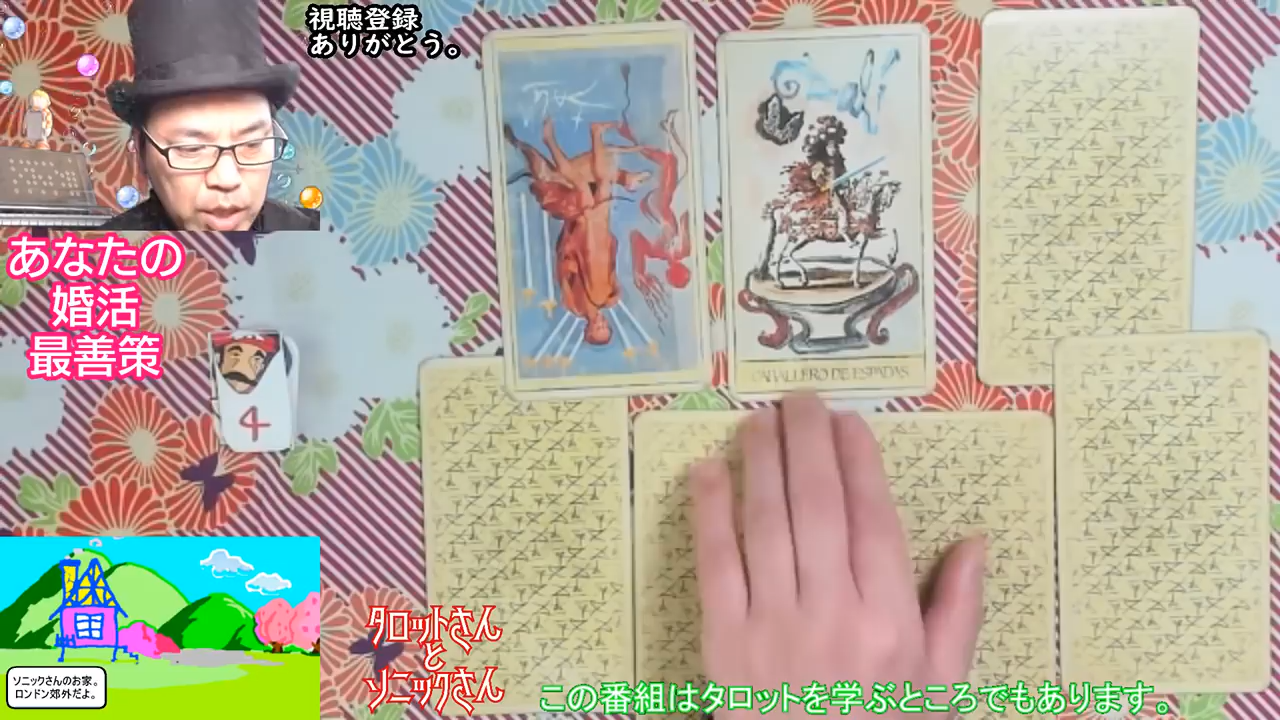 視聴登録
ありがとう。
あなたの
婚活
最善策
4
CABALLERO DE ESPADAS
ソニックさんのお家。
ロンドン郊外だよ。
タロットさん
と
ソニックさん
この番組はタロットを学ぶところでもあります。